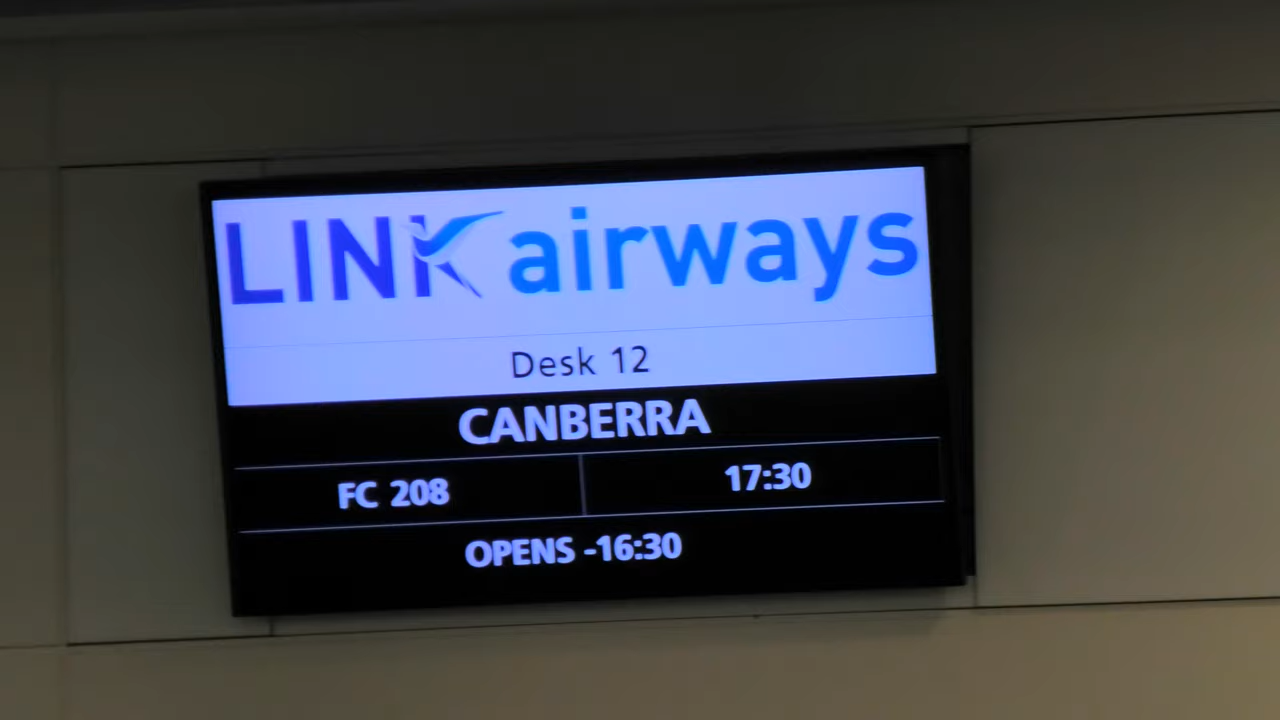 LINK airways
Desk 12
CANBERRA
FC 208 17:30
OPENS -16:30